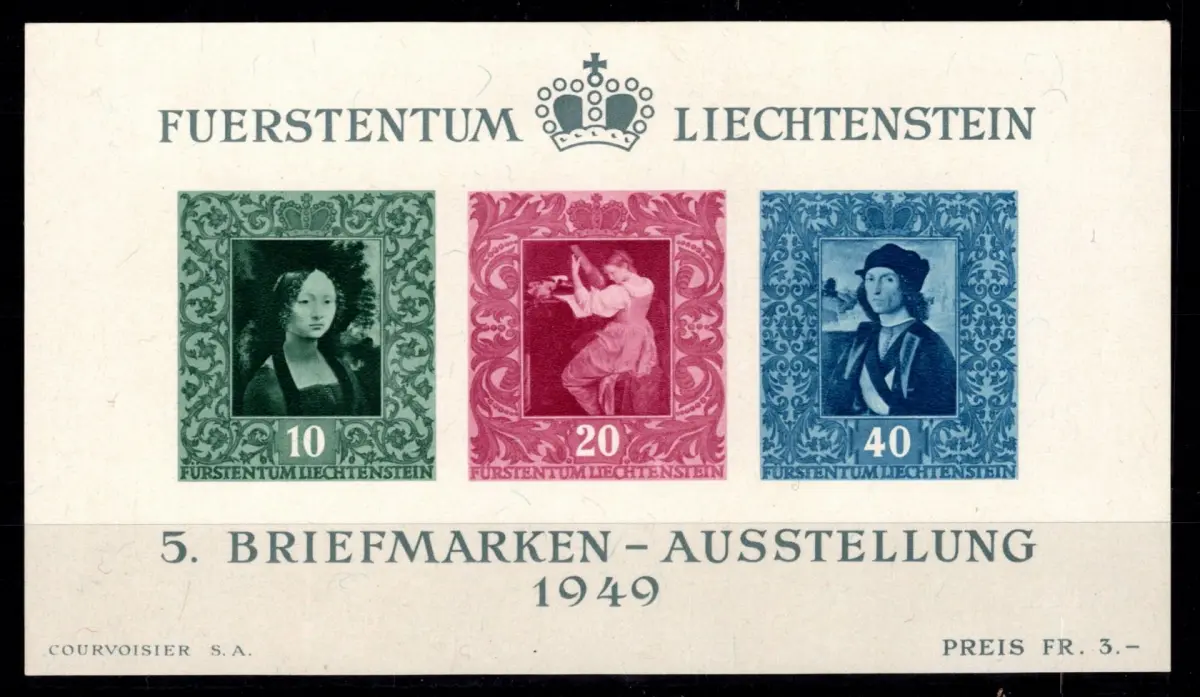 FUERSTENTUM LIECHTENSTEIN
10
FÜRSTENTUM LIECHTENSTEIN
20
FÜRSTENTUM LIECHTENSTEIN
40
FÜRSTENTUM LIECHTENSTEIN
5. BRIEFMARKEN – AUSSTELLUNG
1949
COURVOISIER S. A.
PREIS FR. 3.–